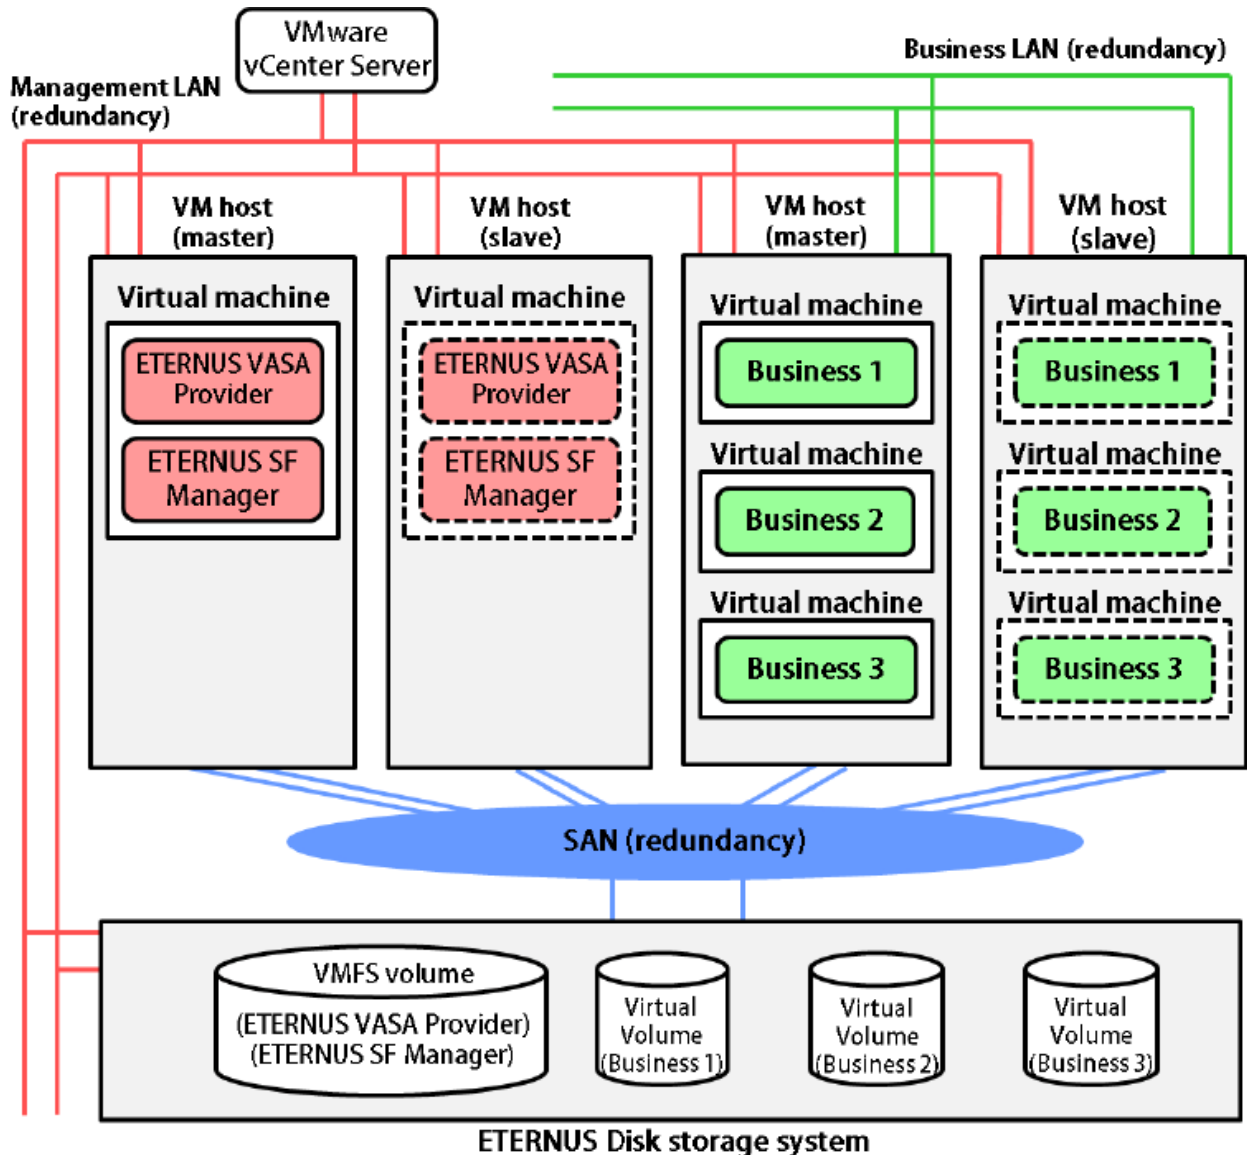 VMware
vCenter Server
Business LAN (redundancy)
Management LAN
(redundancy)
VM host
(master)
VM host
(slave)
VM host
(master)
VM host
(slave)
Virtual machine
ETERNUS VASA
Provider
ETERNUS SF
Manager
Virtual machine
ETERNUS VASA
Provider
ETERNUS SF
Manager
Virtual machine
Business 1
Virtual machine
Business 2
Virtual machine
Business 3
Virtual machine
Business 1
Virtual machine
Business 2
Virtual machine
Business 3
SAN (redundancy)
VMFS volume
(ETERNUS VASA Provider)
(ETERNUS SF Manager)
Virtual
Volume
(Business 1)
Virtual
Volume
(Business 2)
Virtual
Volume
(Business 3)
ETERNUS Disk storage system